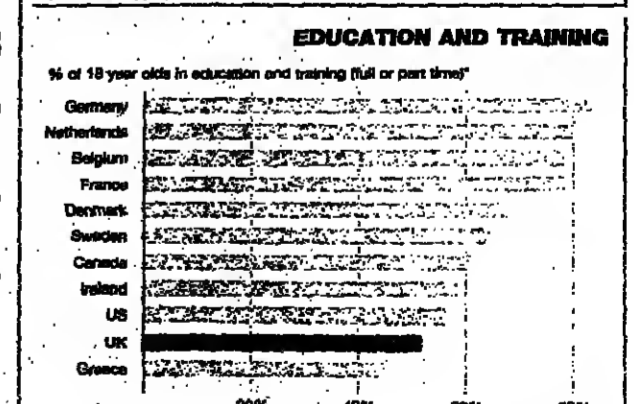 EDUCATION AND TRAINING
% of 18 year olds in education and training (full or part time)*
Germany
Netherlands
Belgium
France
Denmark
Sweden
Canada
Ireland
US
UK
Greece